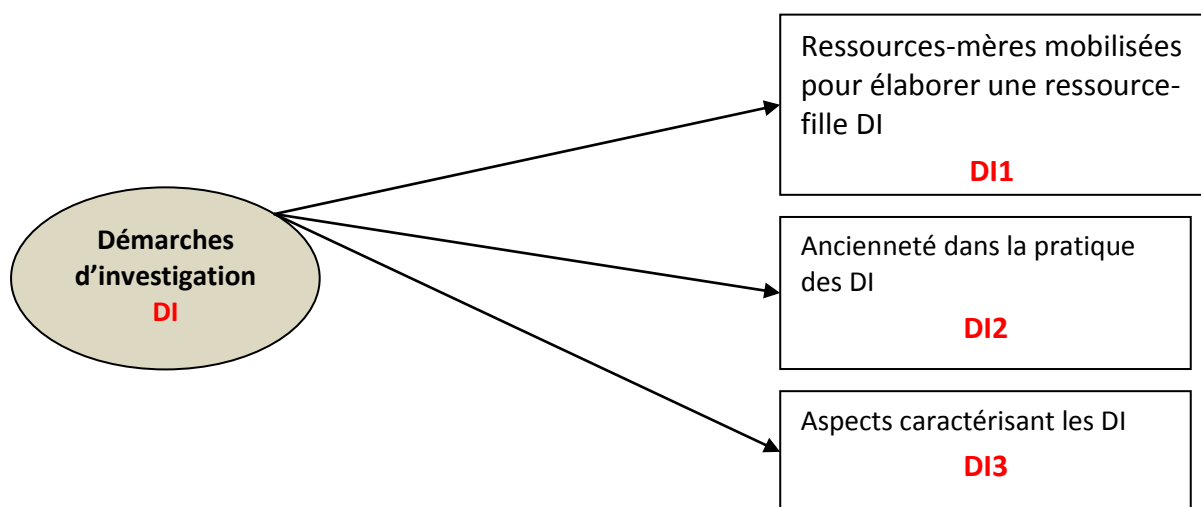 Démarches
d’investigation
DI
Ressources-mères mobilisées
pour élaborer une ressource-
fille DI
DI1
Ancienneté dans la pratique
des DI
DI2
Aspects caractérisant les DI
DI3